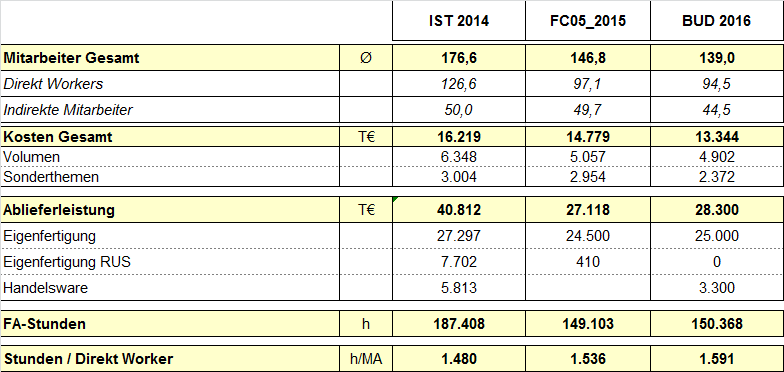 IST 2014 FC05_2015 BUD 2016
Mitarbeiter Gesamt Ø 176,6 146,8 139,0
Direkt Workers 126,6 97,1 94,5
Indirekte Mitarbeiter 50,0 49,7 44,5
Kosten Gesamt T€ 16.219 14.779 13.344
Volumen 6.348 5.057 4.902
Sonderthemen 3.004 2.954 2.372
Ablieferleistung T€ 40.812 27.118 28.300
Eigenfertigung 27.297 24.500 25.000
Eigenfertigung RUS 7.702 410 0
Handelsware 5.813 3.300
FA-Stunden h 187.408 149.103 150.368
Stunden / Direkt Worker h/MA 1.480 1.536 1.591